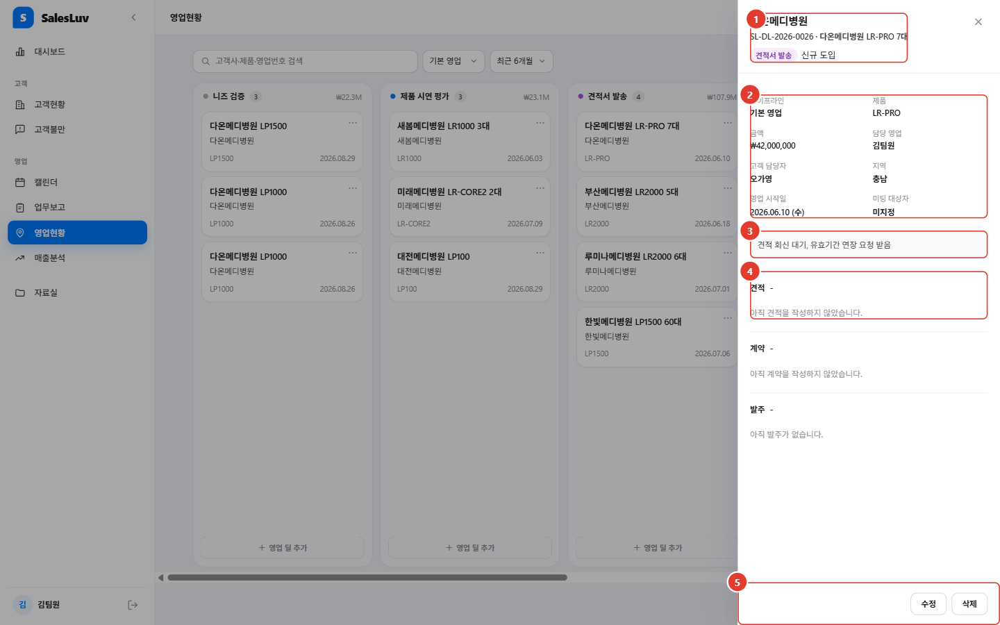 S SalesLuv
대시보드
고객
고객현황
고객불만
영업
캘린더
업무보고
영업현황
매출분석
자료실
김 김팀원
영업현황
고객사·제품·영업번호 검색
기본 영업
최근 6개월
니즈 검증 3 ₩22.3M
다온메디병원 LP1500
다온메디병원
LP1500 2026.08.29
다온메디병원 LP1000
다온메디병원
LP1000 2026.08.26
다온메디병원 LP1000
다온메디병원
LP1000 2026.08.26
+ 영업 딜 추가
제품 시연 평가 3 ₩23.1M
새봄메디병원 LR1000 3대
새봄메디병원
LR1000 2026.06.03
미래메디병원 LR-CORE2 2대
미래메디병원
LR-CORE2 2026.07.09
대전메디병원 LP100
대전메디병원
LP100 2026.08.29
+ 영업 딜 추가
견적서 발송 4 ₩107.9M
다온메디병원 LR-PRO 7대
다온메디병원
LR-PRO 2026.06.10
부산메디병원 LR2000 5대
부산메디병원
LR2000 2026.06.18
루미나메디병원 LR2000 6대
루미나메디병원
LR2000 2026.07.01
한빛메디병원 LP1500 60대
한빛메디병원
LP1500 2026.07.06
+ 영업 딜 추가
1
메디병원
SL-DL-2026-0026 · 다온메디병원 LR-PRO 7대
견적서 발송 신규 도입
2
이프라인 제품
기본 영업 LR-PRO
금액 담당 영업
₩42,000,000 김팀원
고객 담당자 지역
오가영 충남
영업 시작일 미팅 대상자
2026.06.10 (수) 미지정
3
견적 회신 대기, 유효기간 연장 요청 받음
4
견적 -
아직 견적을 작성하지 않았습니다.
계약 -
아직 계약을 작성하지 않았습니다.
발주 -
아직 발주가 없습니다.
5
수정 삭제